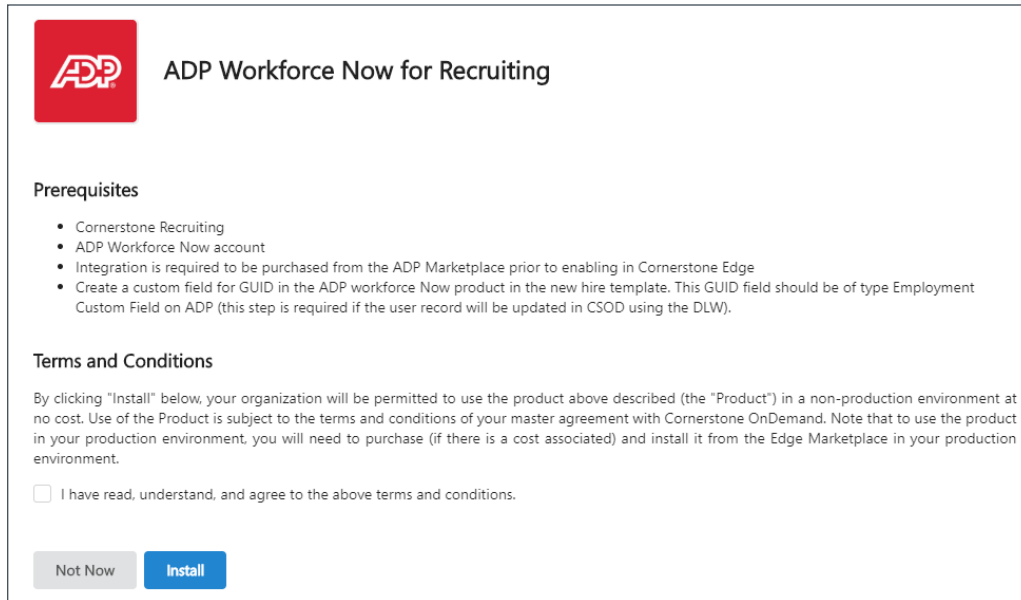 ADP
ADP Workforce Now for Recruiting
Prerequisites
• Cornerstone Recruiting
• ADP Workforce Now account
• Integration is required to be purchased from the ADP Marketplace prior to enabling in Cornerstone Edge
• Create a custom field for GUID in the ADP workforce Now product in the new hire template. This GUID field should be of type Employment
Custom Field on ADP (this step is required if the user record will be updated in CSOD using the DLW).
Terms and Conditions
By clicking "Install" below, your organization will be permitted to use the product above described (the "Product") in a non-production environment at
no cost. Use of the Product is subject to the terms and conditions of your master agreement with Cornerstone OnDemand. Note that to use the product
in your production environment, you will need to purchase (if there is a cost associated) and install it from the Edge Marketplace in your production
environment.
I have read, understand, and agree to the above terms and conditions.
Not Now
Install